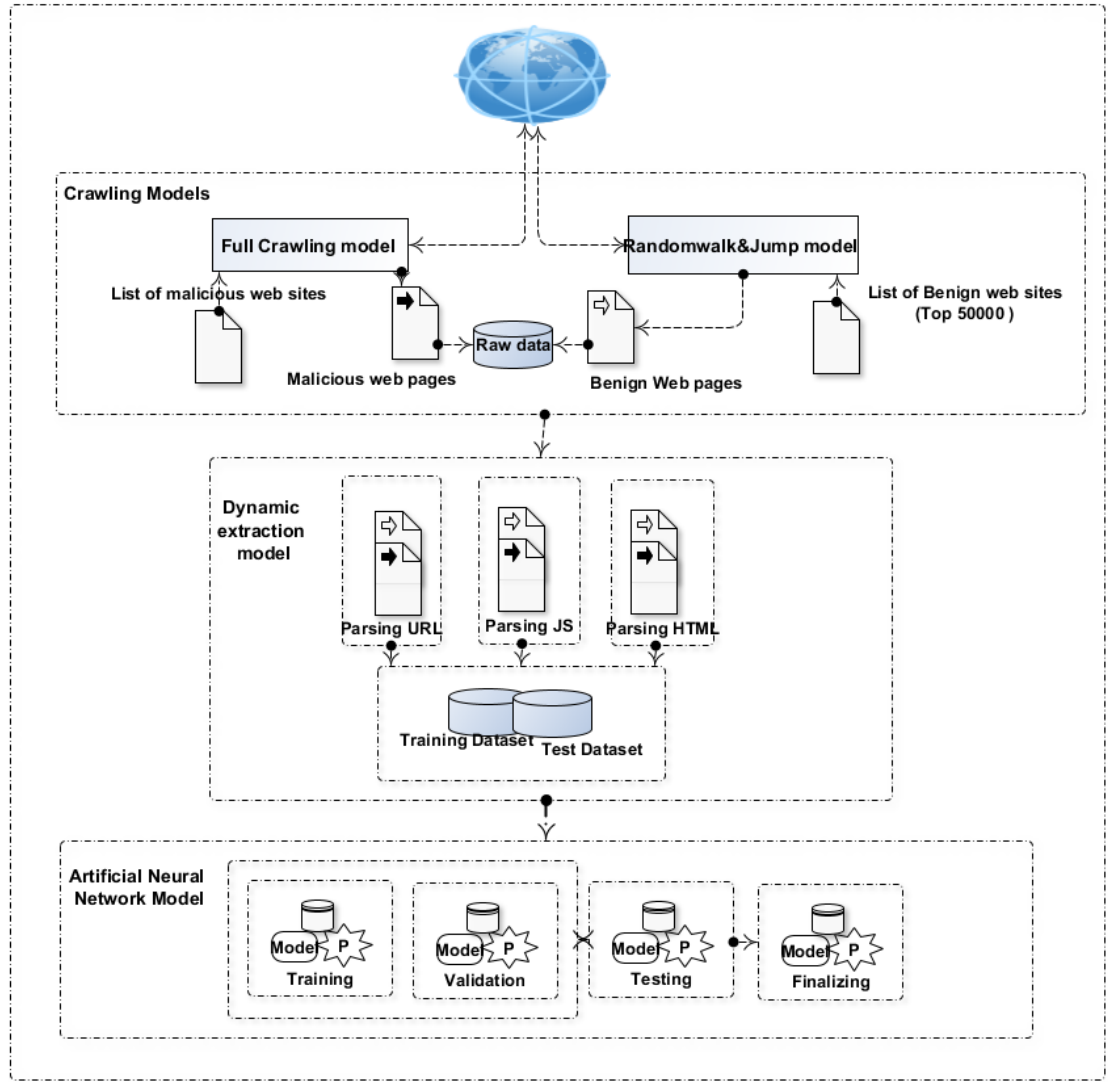 Crawling Models
Full Crawling model
Randomwalk&Jump model
List of malicious web sites
List of Benign web sites
(Top 50000 )
Raw data
Malicious web pages
Benign Web pages
Dynamic
extraction
model
Parsing URL
Parsing JS
Parsing HTML
Training Dataset
Test Dataset
Artificial Neural
Network Model
Model
P
Training
Model
P
Validation
Model
P
Testing
Model
P
Finalizing